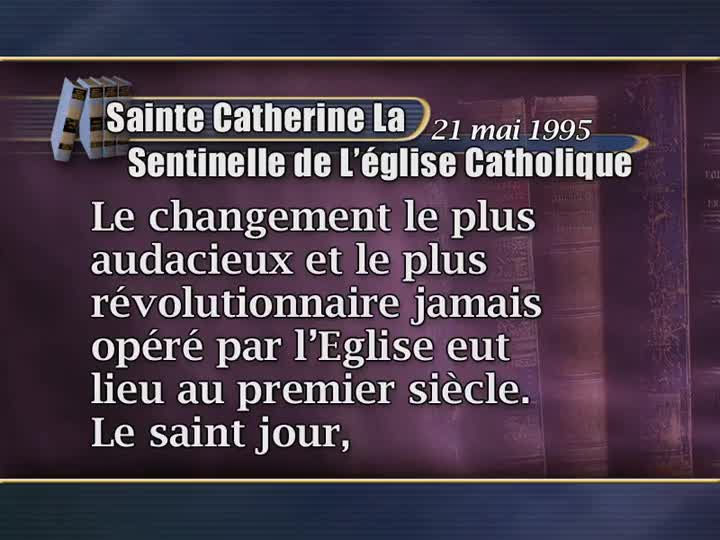 Sainte Catherine La
21 mai 1995
Sentinelle de L’église Catholique
Le changement le plus
audacieux et le plus
révolutionnaire jamais
opéré par l’Eglise eut
lieu au premier siècle.
Le saint jour,